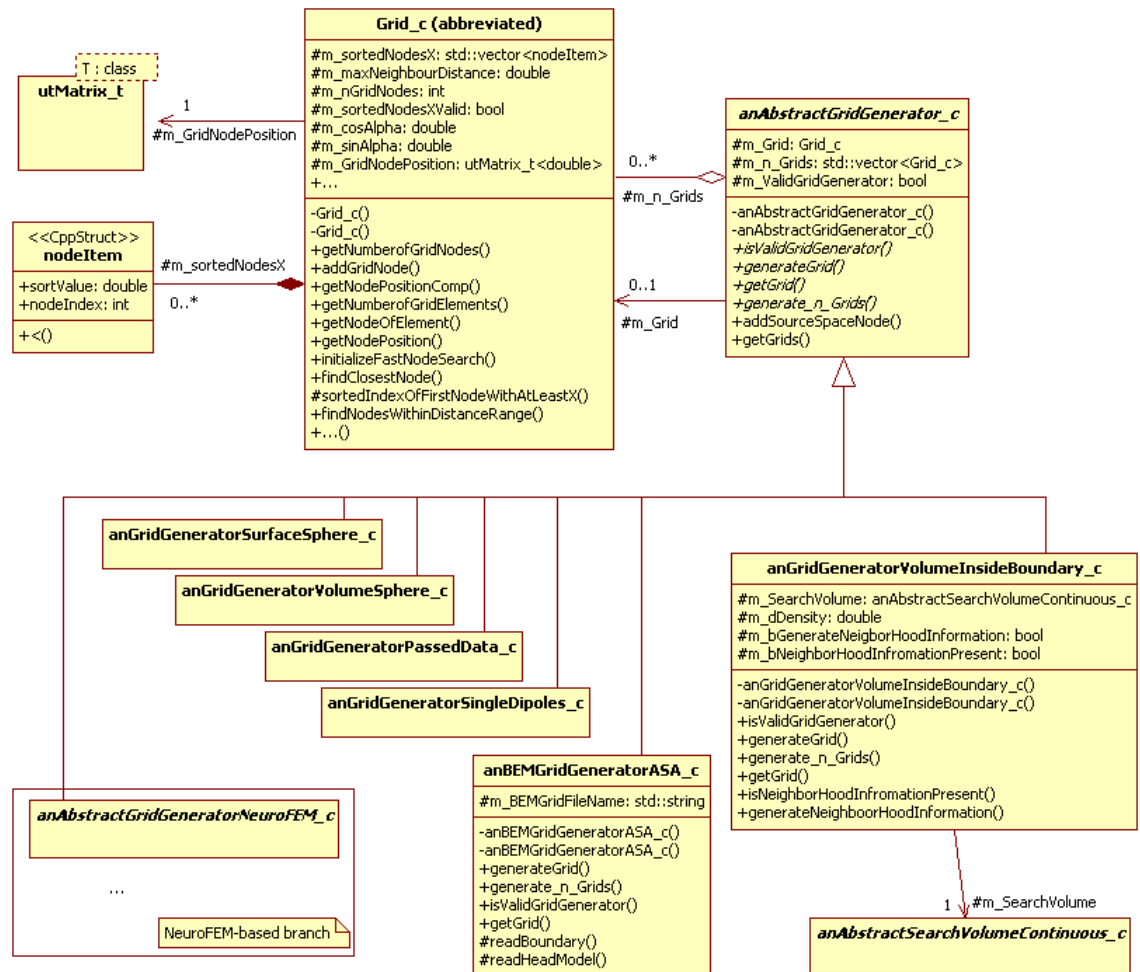 Grid_c (abbreviated)
#m_sortedNodesX: std::vector<nodeItem>
#m_maxNeighbourDistance: double
#m_nGridNodes: int
#m_sortedNodesXValid: bool
#m_cosAlpha: double
#m_sinAlpha: double
#m_GridNodePosition: utMatrix_t<double>
+...
-Grid_c()
-Grid_c()
+getNumberofGridNodes()
+addGridNode()
+getNodePositionComp()
+getNumberofGridElements()
+getNodeOfElement()
+getNodePosition()
+initializeFastNodeSearch()
+findClosestNode()
#sortedIndexOfFirstNodeWithAtLeastX()
+findNodesWithinDistanceRange()
+...()
T : class
utMatrix_t
1
#m_GridNodePosition
<<CppStruct>>
nodeItem
+sortValue: double
+nodeIndex: int
+<()
#m_sortedNodesX
0..*
anAbstractGridGenerator_c
#m_Grid: Grid_c
#m_n_Grids: std::vector<Grid_c>
#m_ValidGridGenerator: bool
-anAbstractGridGenerator_c()
-anAbstractGridGenerator_c()
+isValidGridGenerator()
+generateGrid()
+getGrid()
+generate_n_Grids()
+addSourceSpaceNode()
+getGrids()
0..*
#m_n_Grids
0..1
#m_Grid
anGridGeneratorSurfaceSphere_c
anGridGeneratorVolumeSphere_c
anGridGeneratorPassedData_c
anGridGeneratorSingleDipoles_c
anGridGeneratorVolumeInsideBoundary_c
#m_SearchVolume: anAbstractSearchVolumeContinuous_c
#m_dDensity: double
#m_bGenerateNeigborHoodInformation: bool
#m_bNeighborHoodInfromationPresent: bool
-anGridGeneratorVolumeInsideBoundary_c()
-anGridGeneratorVolumeInsideBoundary_c()
+isValidGridGenerator()
+generateGrid()
+generate_n_Grids()
+getGrid()
+isNeighborHoodInfromationPresent()
+generateNeighboorHoodInformation()
anBEMGridGeneratorASA_c
#m_BEMGridFileName: std::string
-anBEMGridGeneratorASA_c()
-anBEMGridGeneratorASA_c()
+generateGrid()
+generate_n_Grids()
+isValidGridGenerator()
+getGrid()
#readBoundary()
#readHeadModel()
anAbstractGridGeneratorNeuroFEM_c
...
NeuroFEM-based branch
1
#m_SearchVolume
anAbstractSearchVolumeContinuous_c